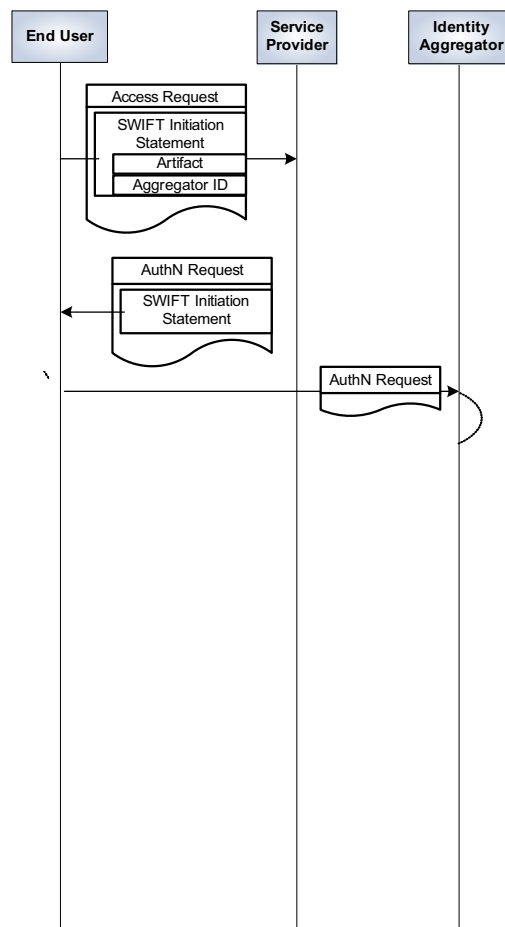 End User
Service
Provider
Identity
Aggregator
Access Request
SWIFT Initiation
Statement
Artifact
Aggregator ID
AuthN Request
SWIFT Initiation
Statement
AuthN Request